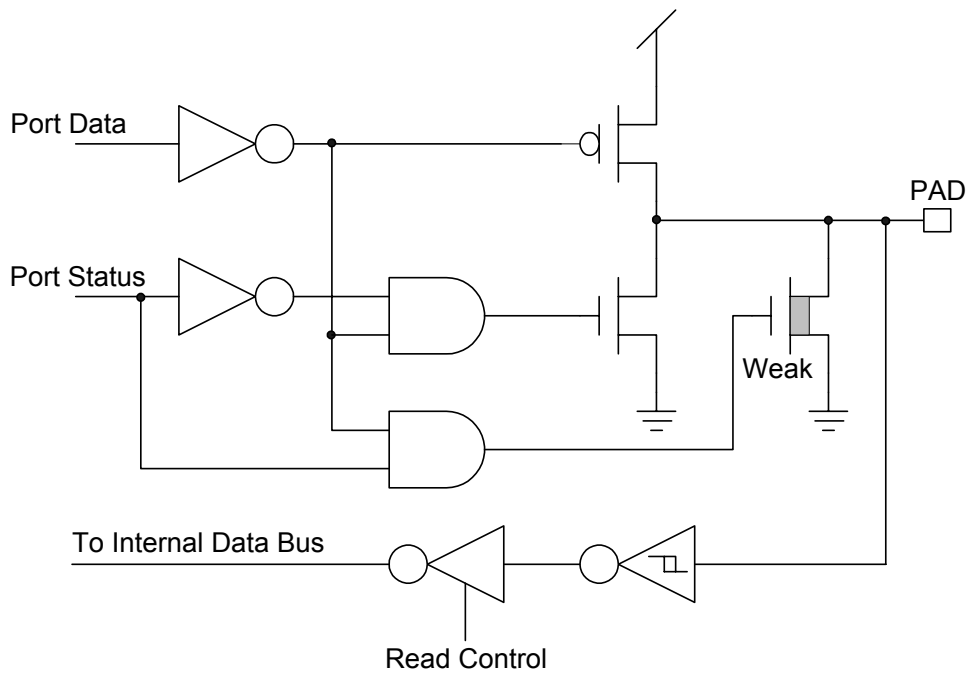 Port Data
PAD
Port Status
Weak
To Internal Data Bus
Read Control